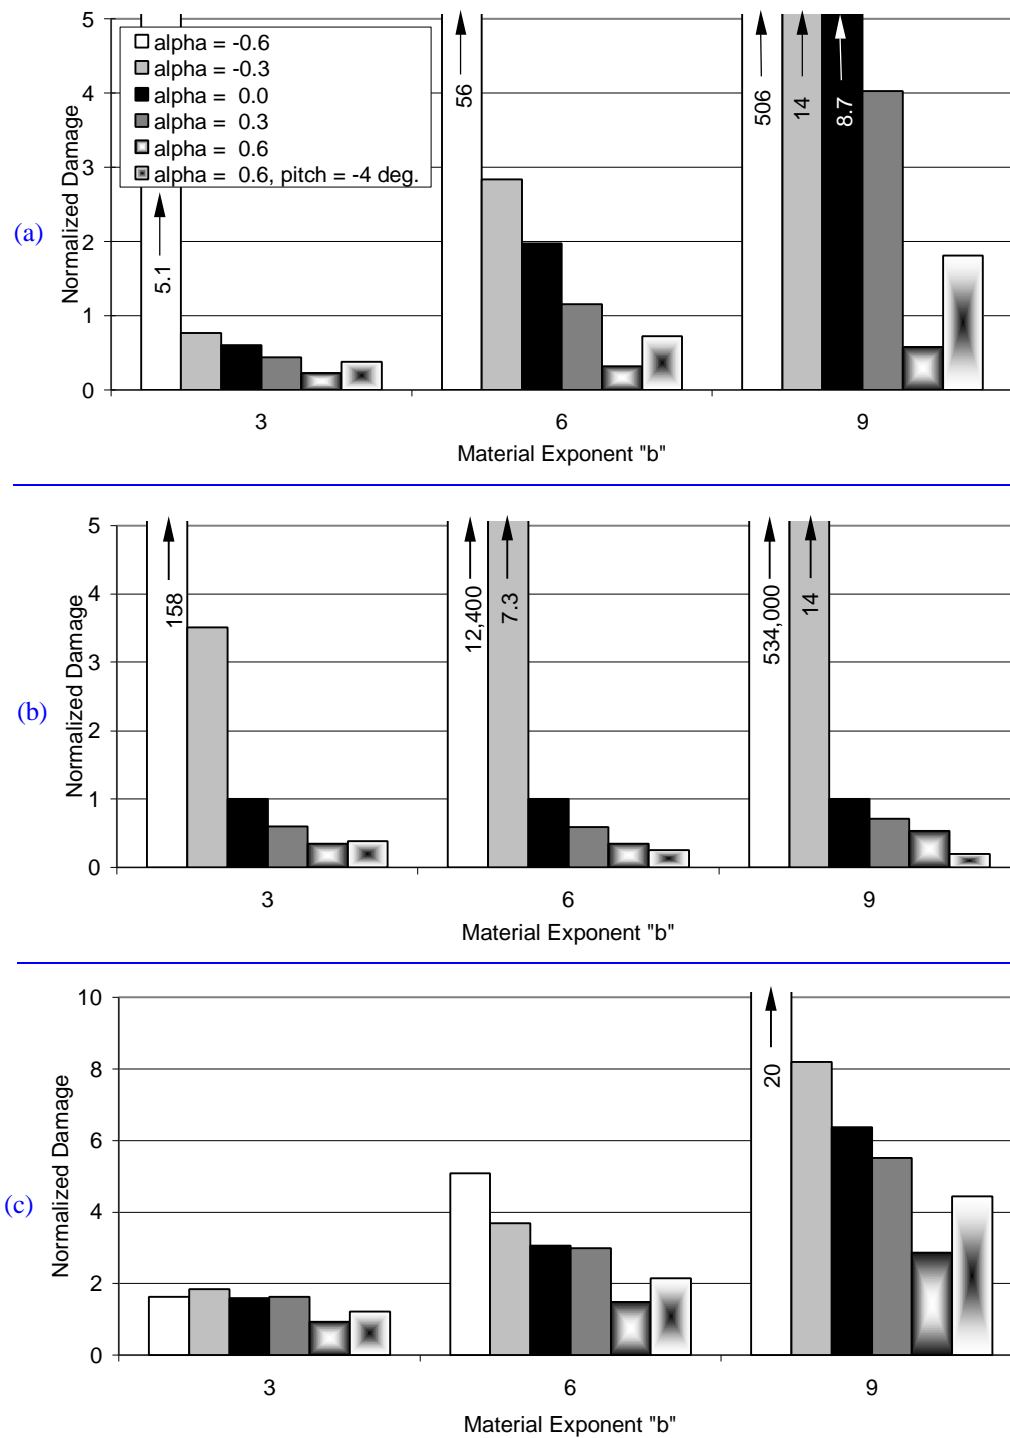 (a)
Normalized Damage
5
4
3
2
1
0
alpha = -0.6
alpha = -0.3
alpha = 0.0
alpha = 0.3
alpha = 0.6
alpha = 0.6, pitch = -4 deg.
5.1
56
506
14
8.7
3
6
9
Material Exponent "b"
(b)
Normalized Damage
5
4
3
2
1
0
158
12,400
7.3
534,000
14
3
6
9
Material Exponent "b"
(c)
Normalized Damage
10
8
6
4
2
0
20
3
6
9
Material Exponent "b"